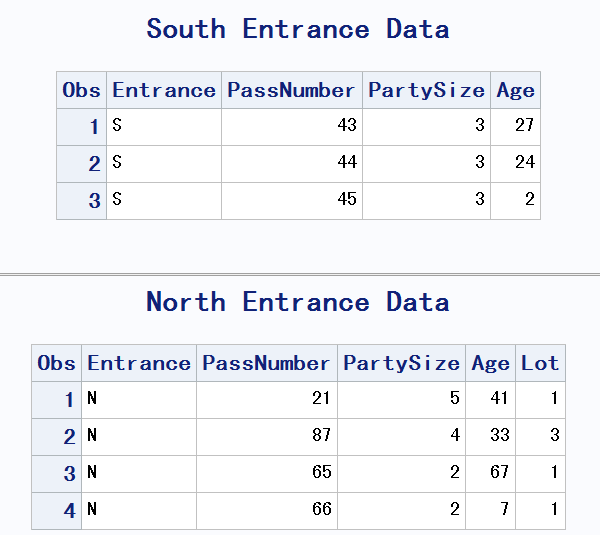 South Entrance Data
Obs Entrance PassNumber PartySize Age
1 S 43 3 27
2 S 44 3 24
3 S 45 3 2
North Entrance Data
Obs Entrance PassNumber PartySize Age Lot
1 N 21 5 41 1
2 N 87 4 33 3
3 N 65 2 67 1
4 N 66 2 7 1